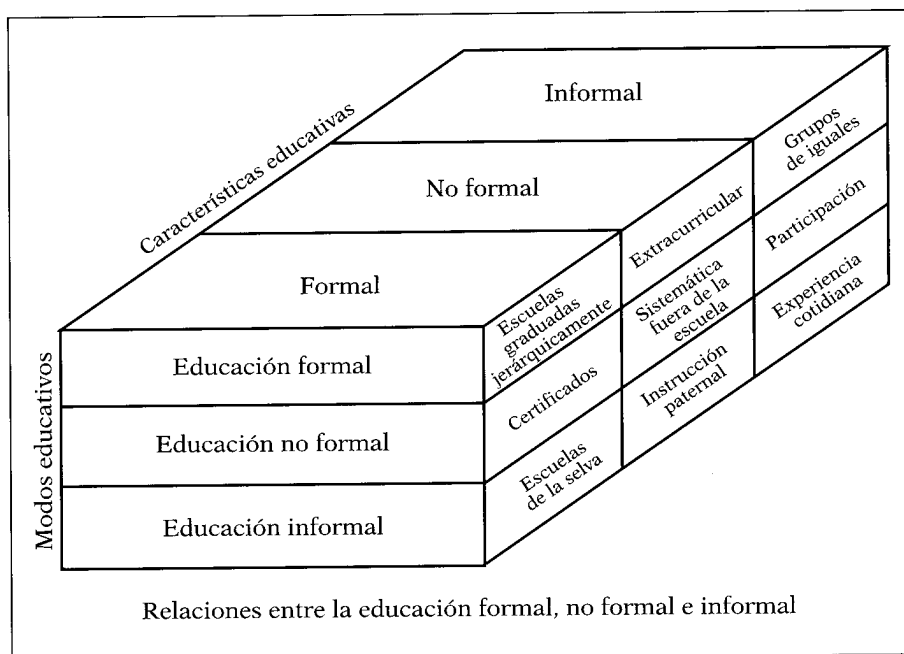 Informal
Grupos
de iguales
Características educativas
No formal
Extracurricular
Participación
Formal
Escuelas
graduadas
jerárquicamente
Sistemática
fuera de la
escuela
Experiencia
cotidiana
Modos educativos
Educación formal
Certificados
Instrucción
paternal
Educación no formal
Escuelas
de la selva
Educación informal
Relaciones entre la educación formal, no formal e informal